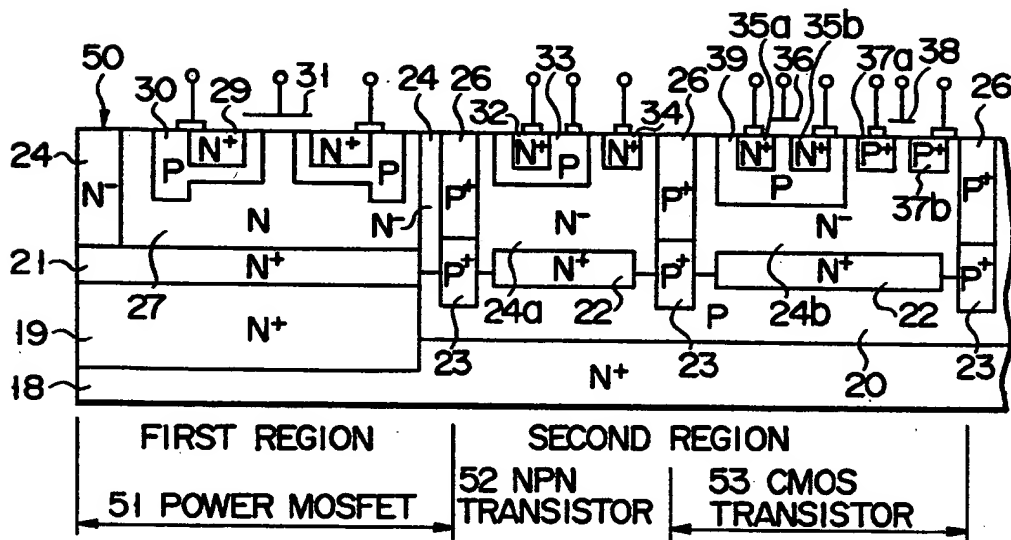 50 30 29 31 24 26 33 26 35a 35b 39 36 37a 38 26
32 34
24 N⁻ P N⁺ N⁺ P N⁺ P N⁺ N⁺ N⁺ P⁺ P⁺
P⁺ P⁺ P P⁺
37b
N N⁻ N⁻ N⁻
21 N⁺ P⁺ N⁺ P⁺ N⁺ P⁺
27 24a 22 P 24b 22
19 N⁺ 23 23 20 23
18 N⁺
FIRST REGION SECOND REGION
51 POWER MOSFET
52 NPN TRANSISTOR
53 CMOS TRANSISTOR